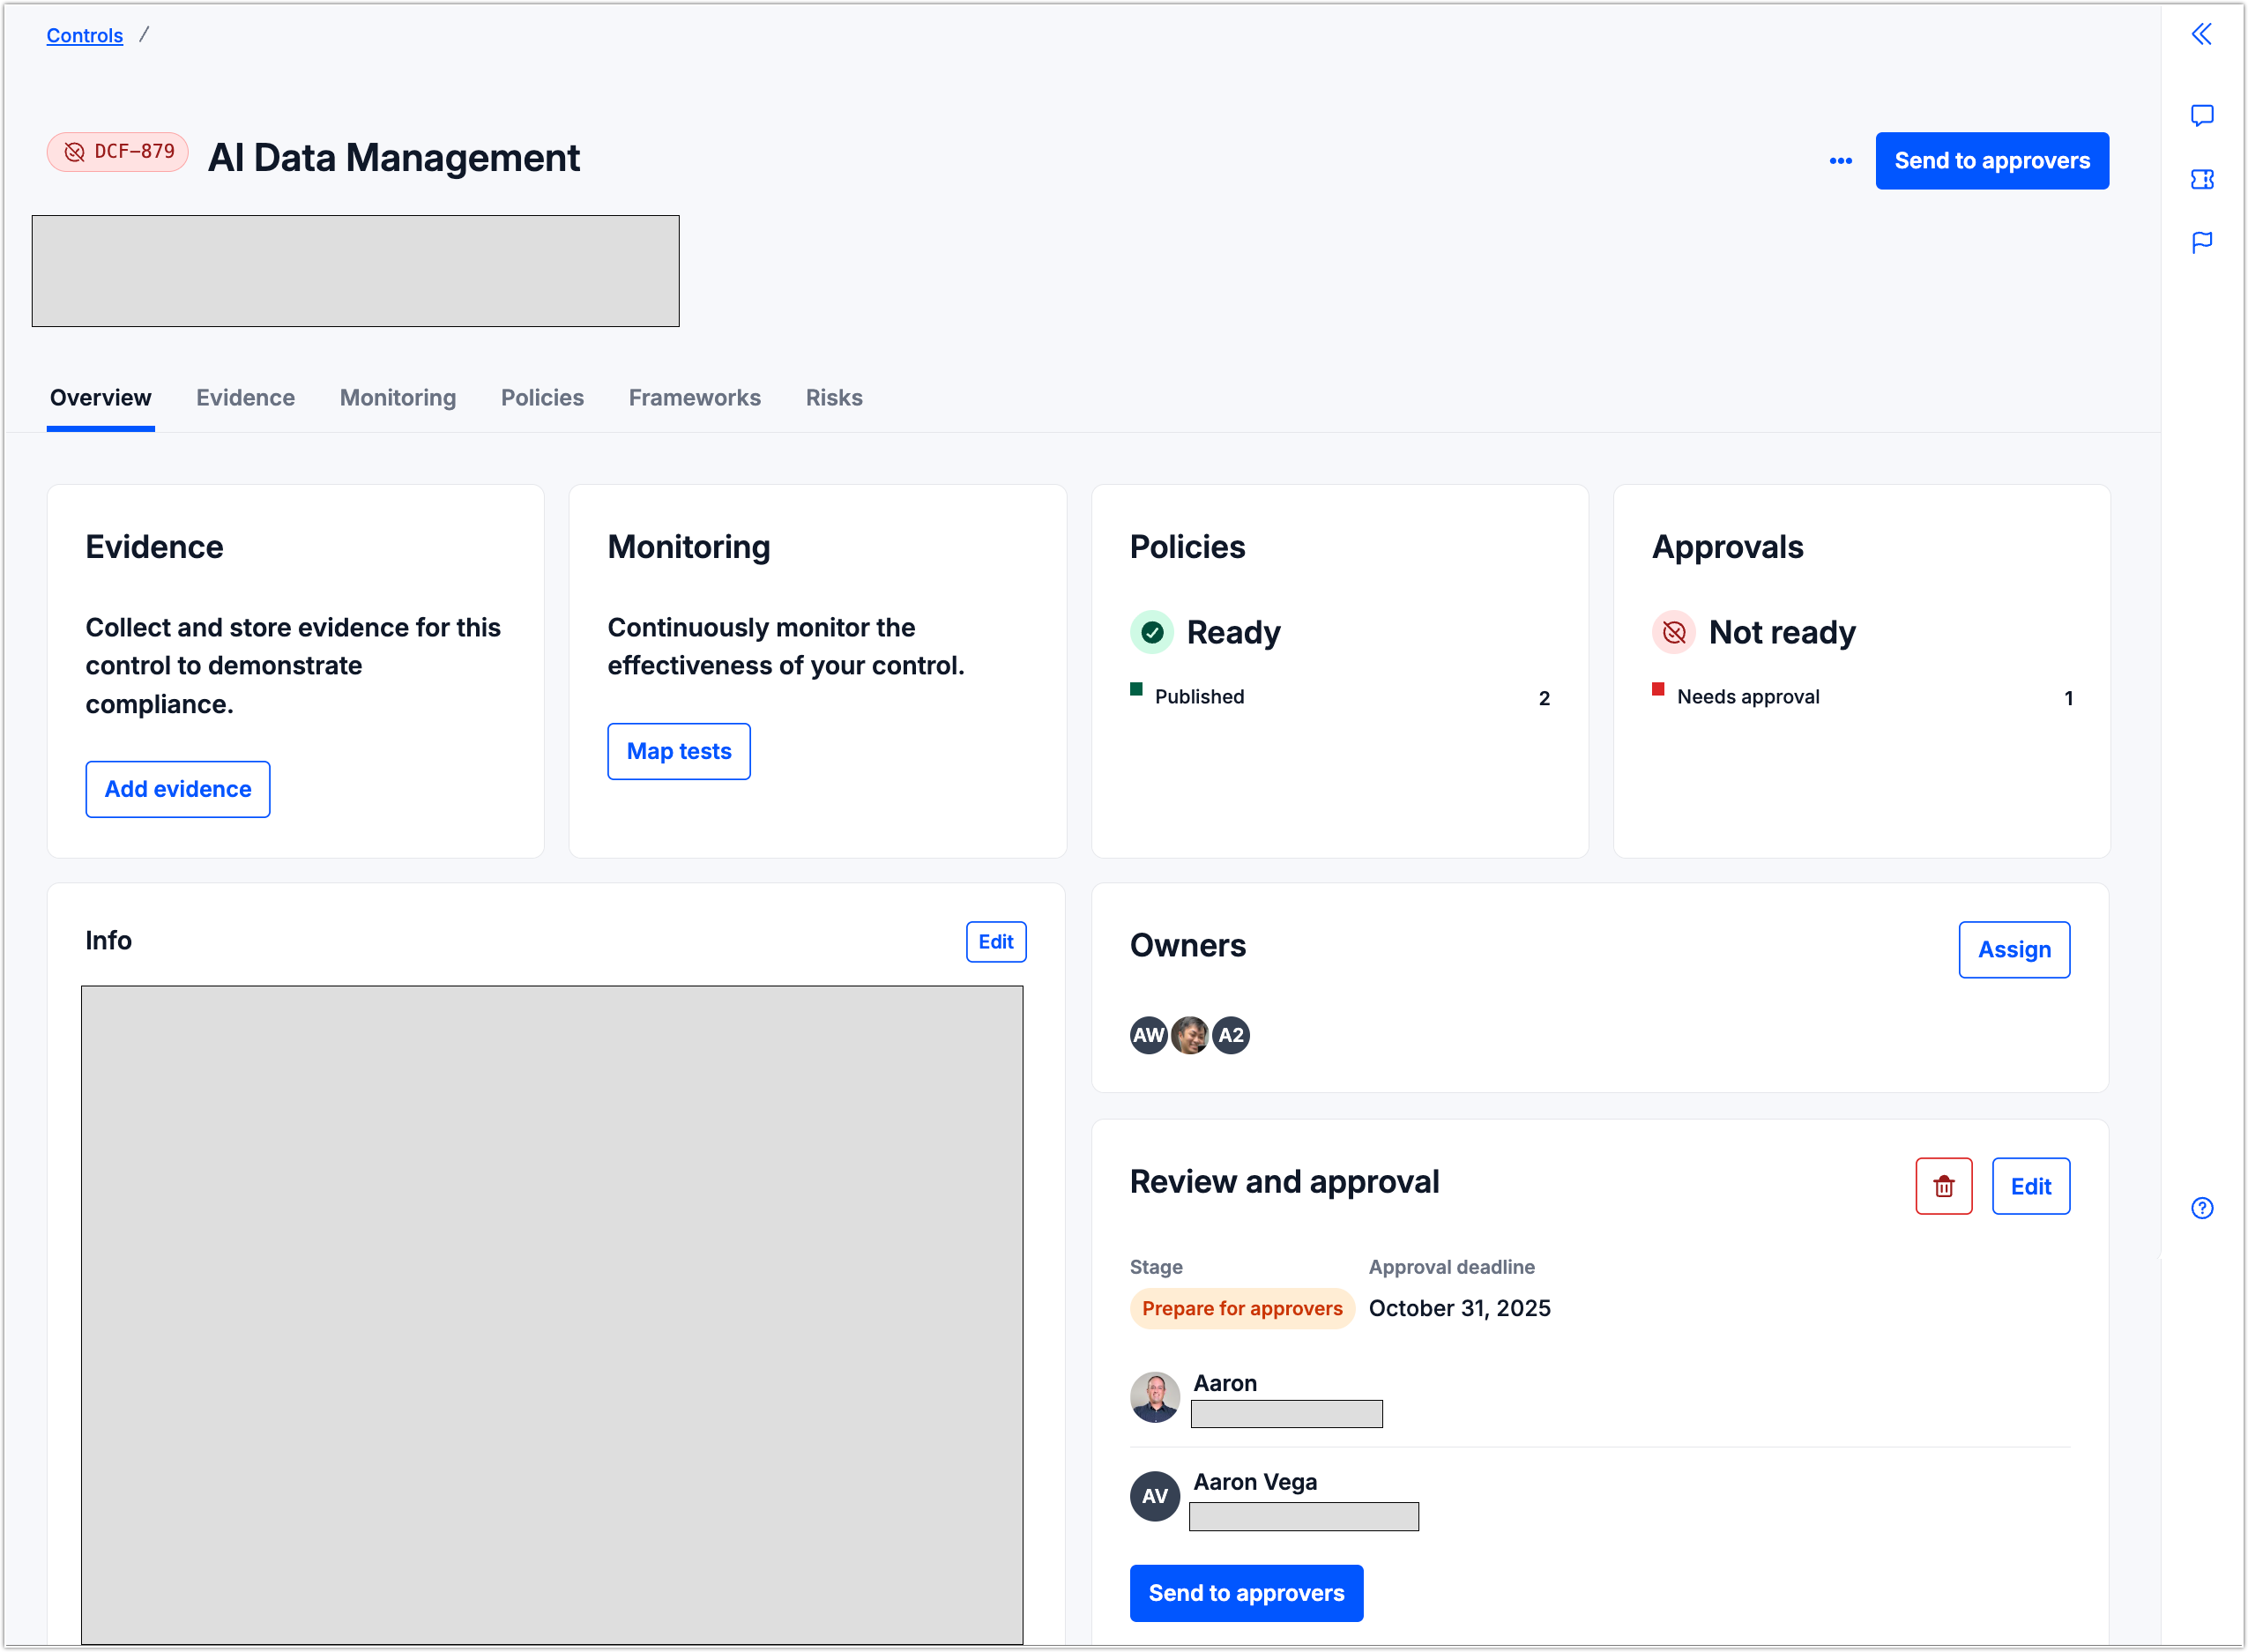 Controls /
DCF-879 AI Data Management
Send to approvers
Overview Evidence Monitoring Policies Frameworks Risks
Evidence
Collect and store evidence for this
control to demonstrate
compliance.
Add evidence
Monitoring
Continuously monitor the
effectiveness of your control.
Map tests
Policies
Ready
Published 2
Approvals
Not ready
Needs approval 1
Info
Edit
Owners
Assign
AW A2
Review and approval
Edit
Stage Approval deadline
Prepare for approvers October 31, 2025
Aaron
AV Aaron Vega
Send to approvers